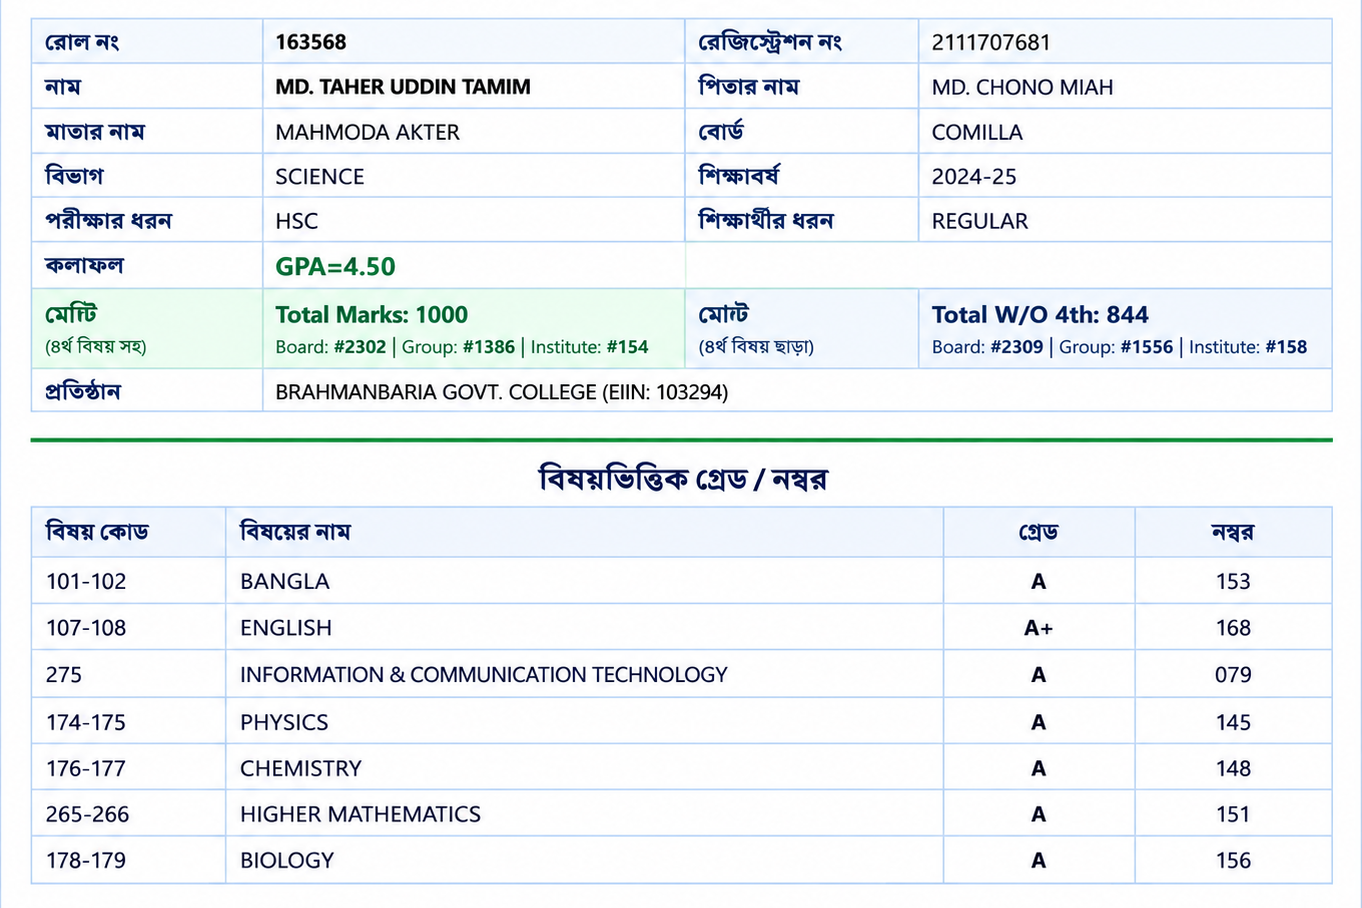 রোল নং 163568 রেজিস্ট্রেশন নং 2111707681
নাম MD. TAHER UDDIN TAMIM পিতার নাম MD. CHONO MIAH
মাতার নাম MAHMODA AKTER বোর্ড COMILLA
বিভাগ SCIENCE শিক্ষাবর্ষ 2024-25
পরীক্ষার ধরন HSC শিক্ষার্থীর ধরন REGULAR
কলাফল GPA=4.50
Total Marks: 1000 Total W/O 4th: 844
(৪র্থ বিষয় সহ) Board: #2302 | Group: #1386 | Institute: #154 (৪র্থ বিষয় ছাড়া) Board: #2309 | Group: #1556 | Institute: #158
প্রতিষ্ঠান BRAHMANBARIA GOVT. COLLEGE (EIIN: 103294)
বিষয়ভিত্তিক গ্রেড / নম্বর
বিষয় কোড বিষয়ের নাম গ্রেড নম্বর
101-102 BANGLA A 153
107-108 ENGLISH A+ 168
275 INFORMATION & COMMUNICATION TECHNOLOGY A 079
174-175 PHYSICS A 145
176-177 CHEMISTRY A 148
265-266 HIGHER MATHEMATICS A 151
178-179 BIOLOGY A 156